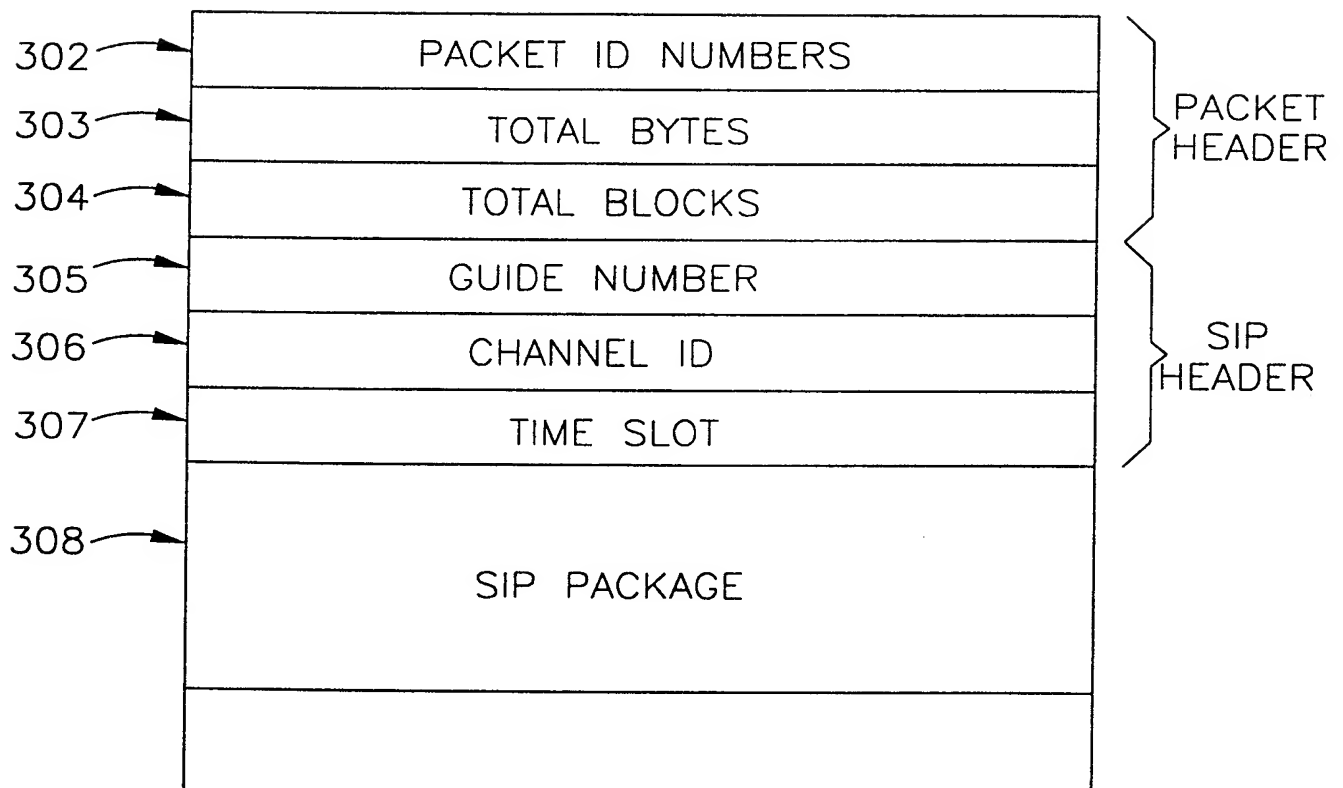 302 PACKET ID NUMBERS
303 TOTAL BYTES
304 TOTAL BLOCKS
PACKET
HEADER
305 GUIDE NUMBER
306 CHANNEL ID
307 TIME SLOT
SIP
HEADER
308 SIP PACKAGE